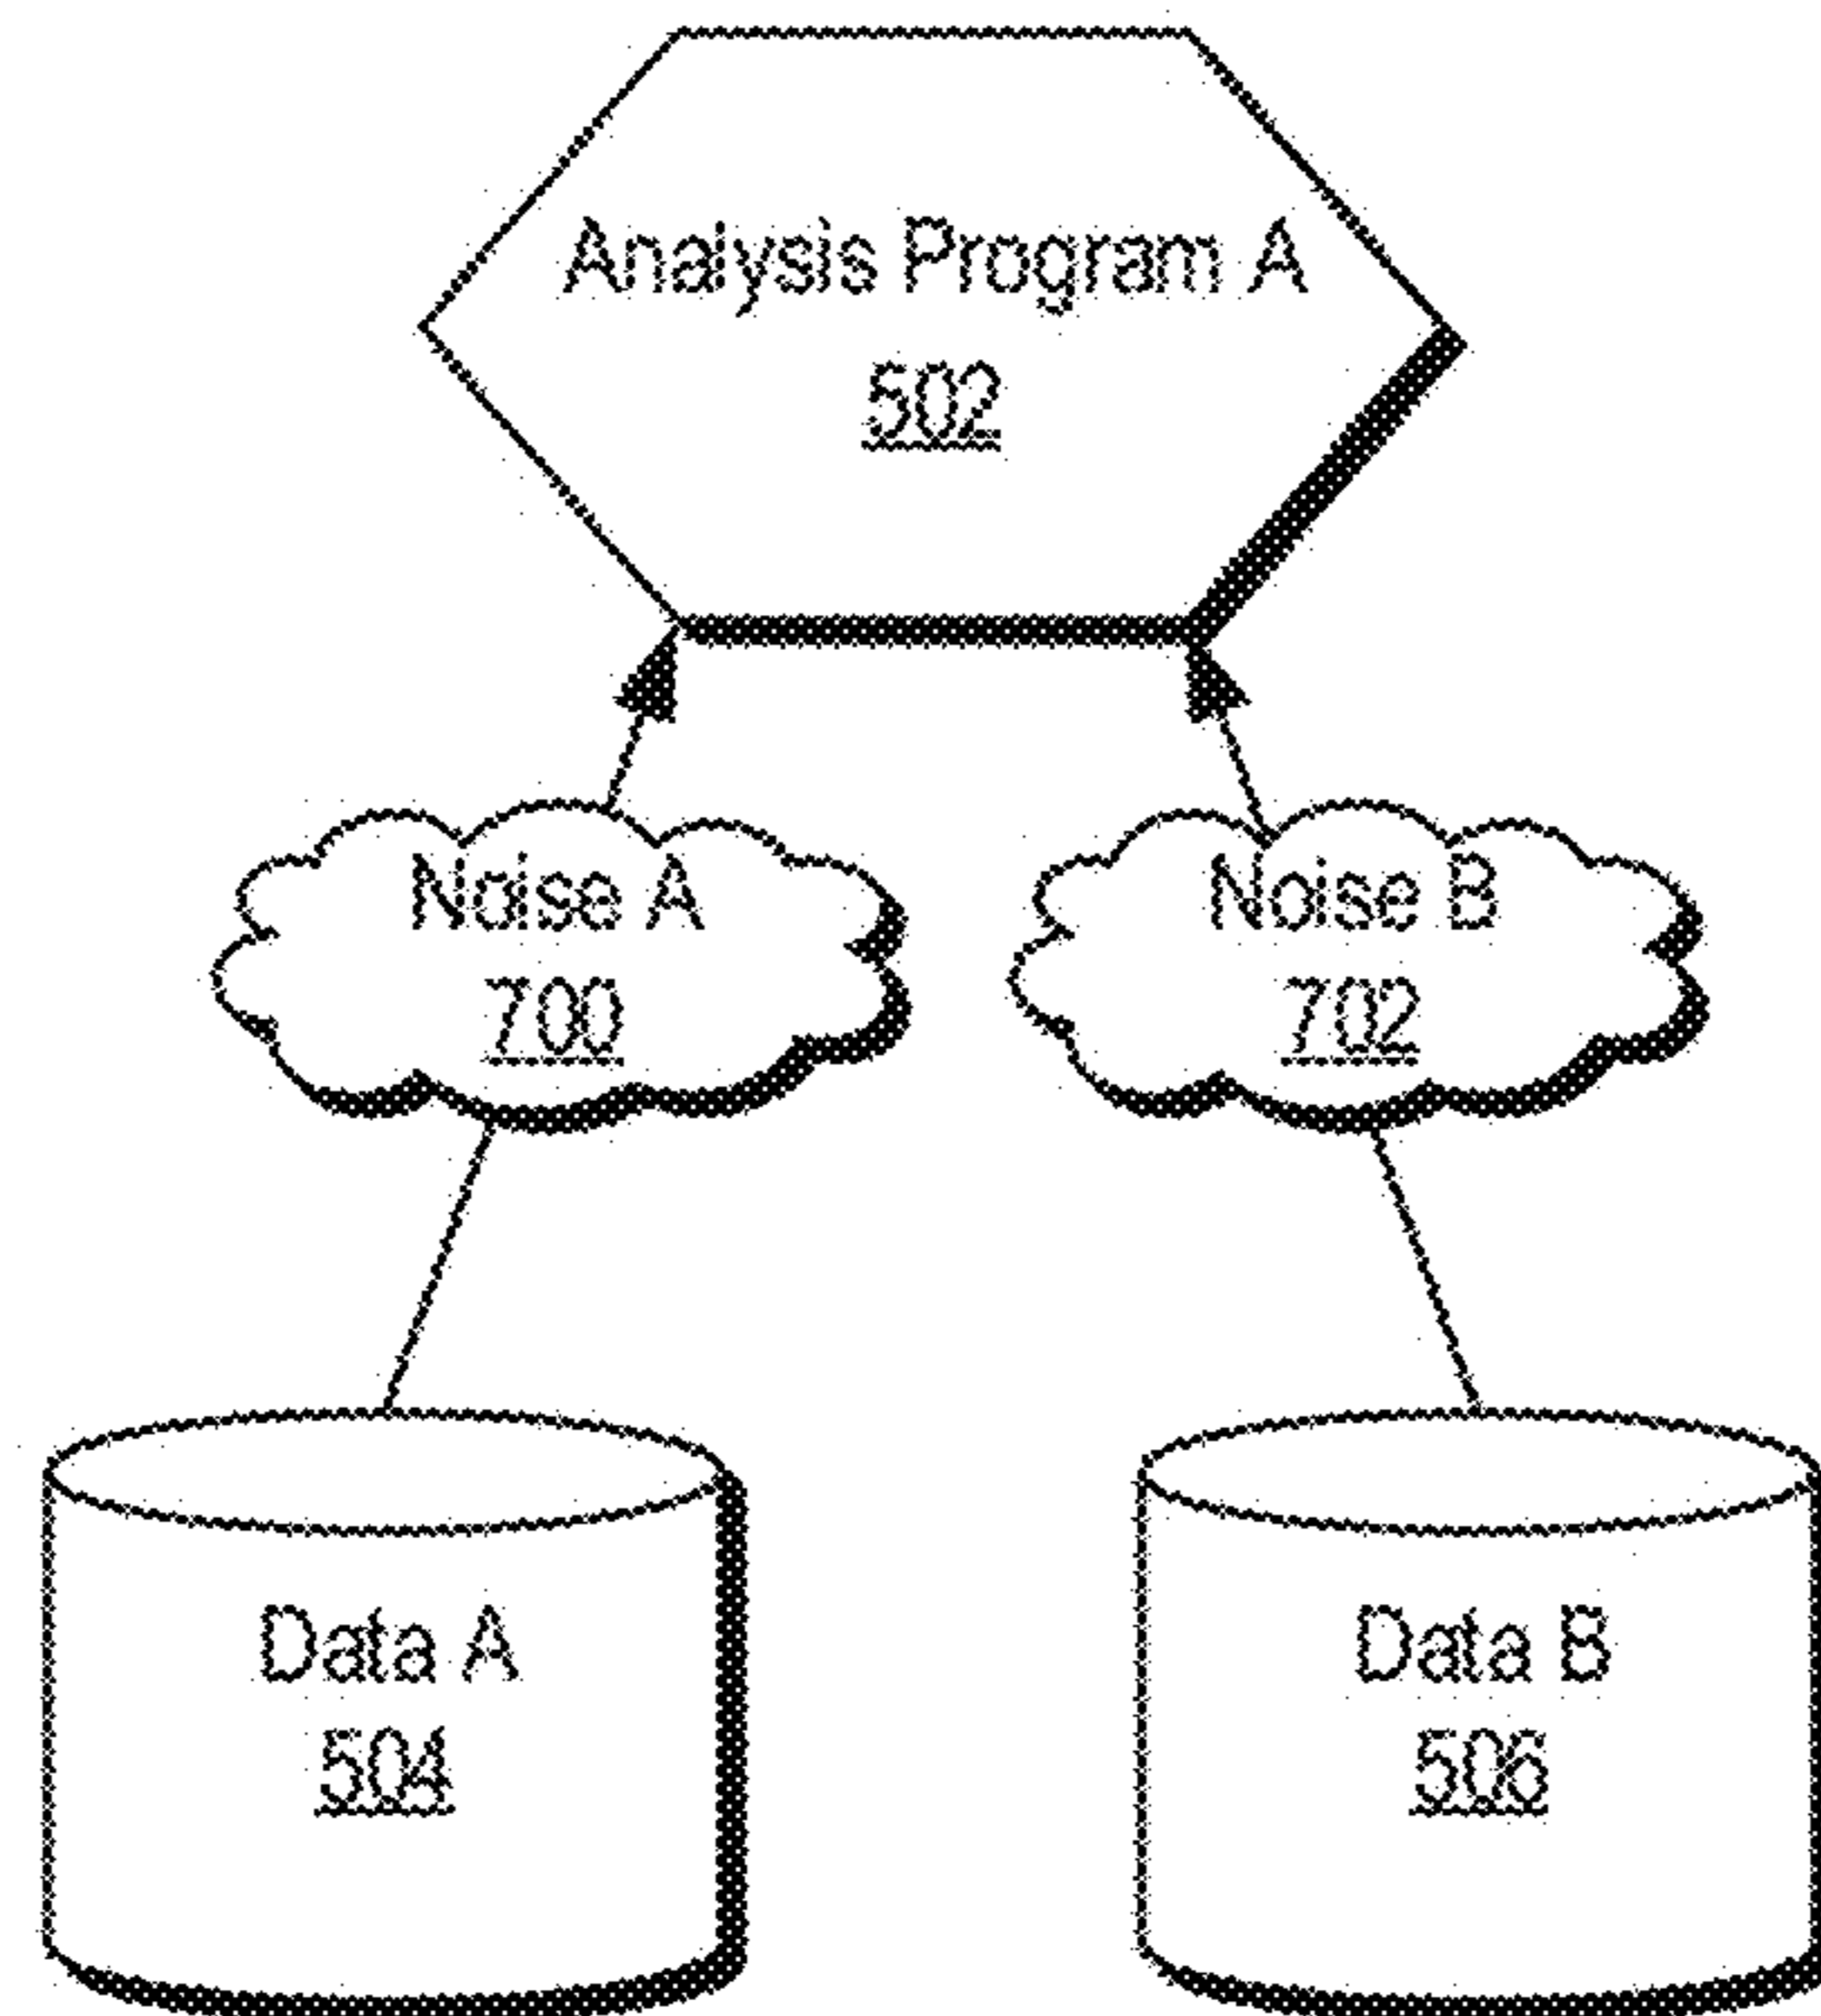 Analysis Program A
502
Noise A
700
Noise B
702
Data A
504
Data B
506